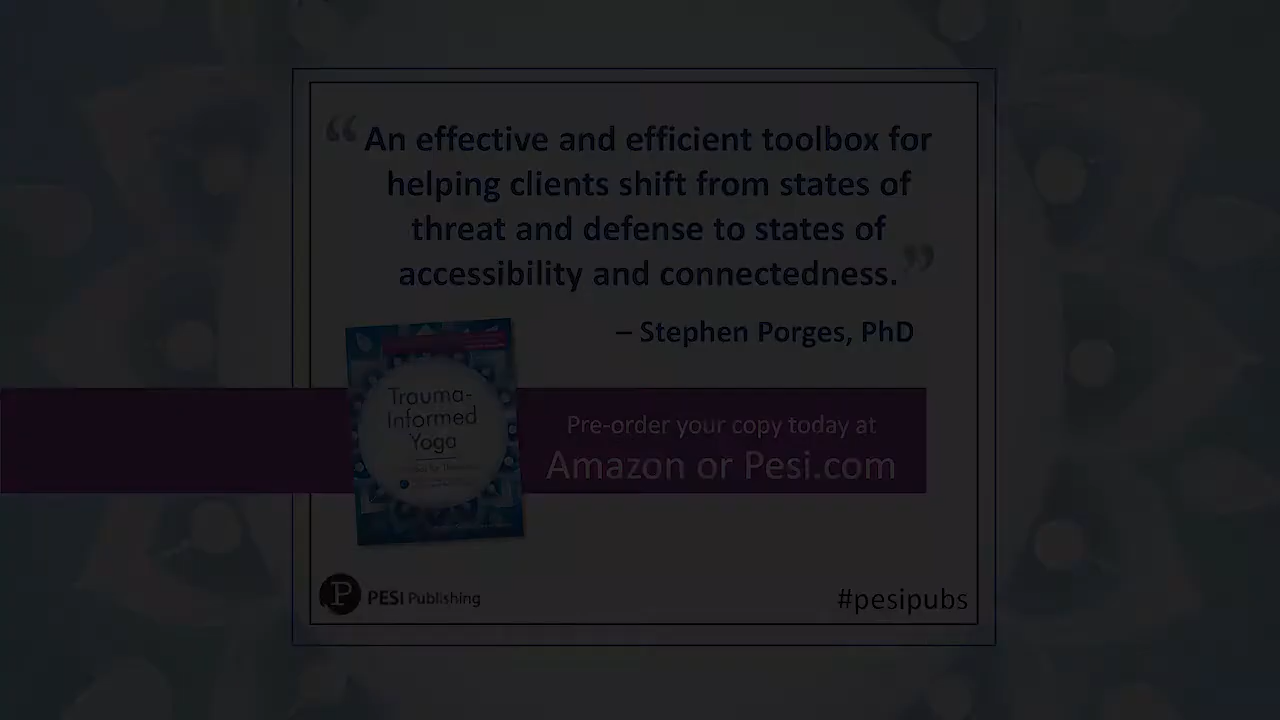 “ An effective and efficient toolbox for
helping clients shift from states of
threat and defense to states of
accessibility and connectedness. ”
– Stephen Porges, PhD
Trauma-
Informed
Yoga
Pre-order your copy today at
Amazon or Pesi.com
P PESI Publishing
#pesipubs